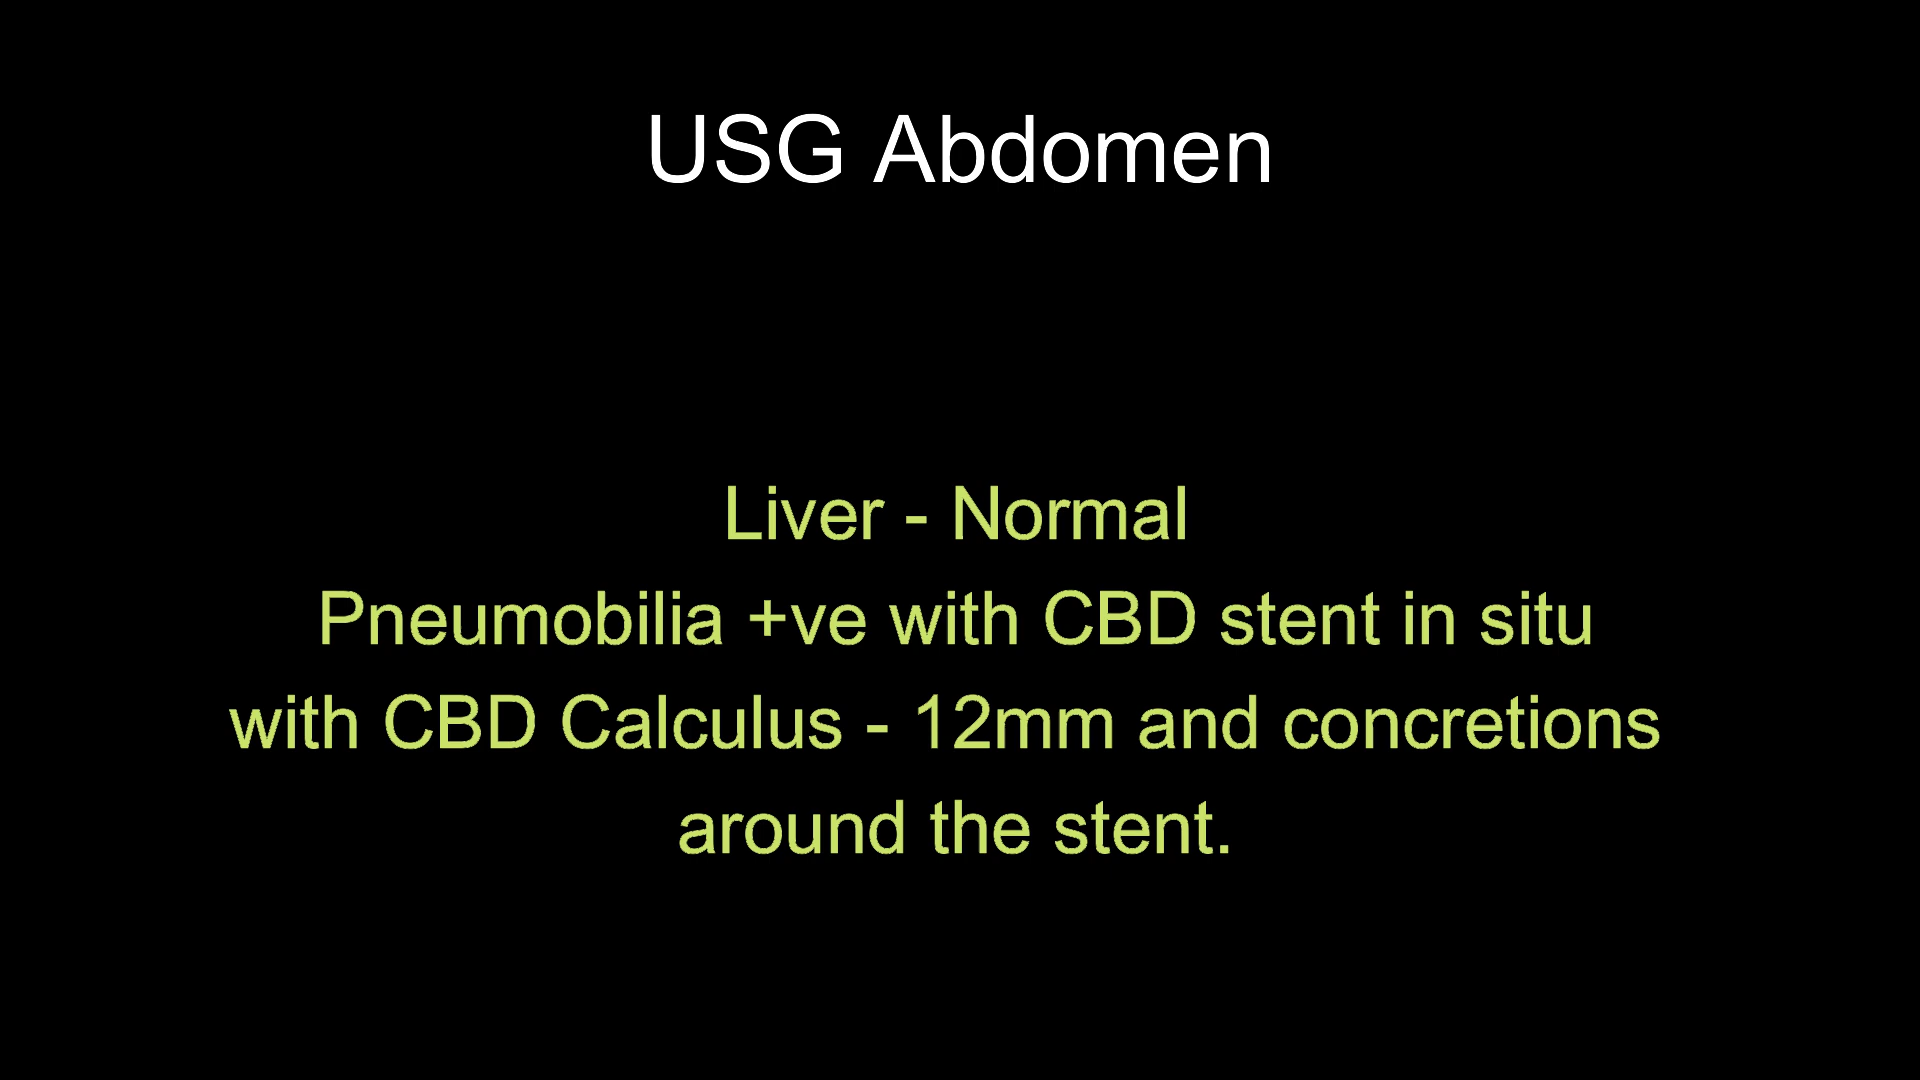 USG Abdomen
Liver - Normal
Pneumobilia +ve with CBD stent in situ
with CBD Calculus - 12mm and concretions
around the stent.